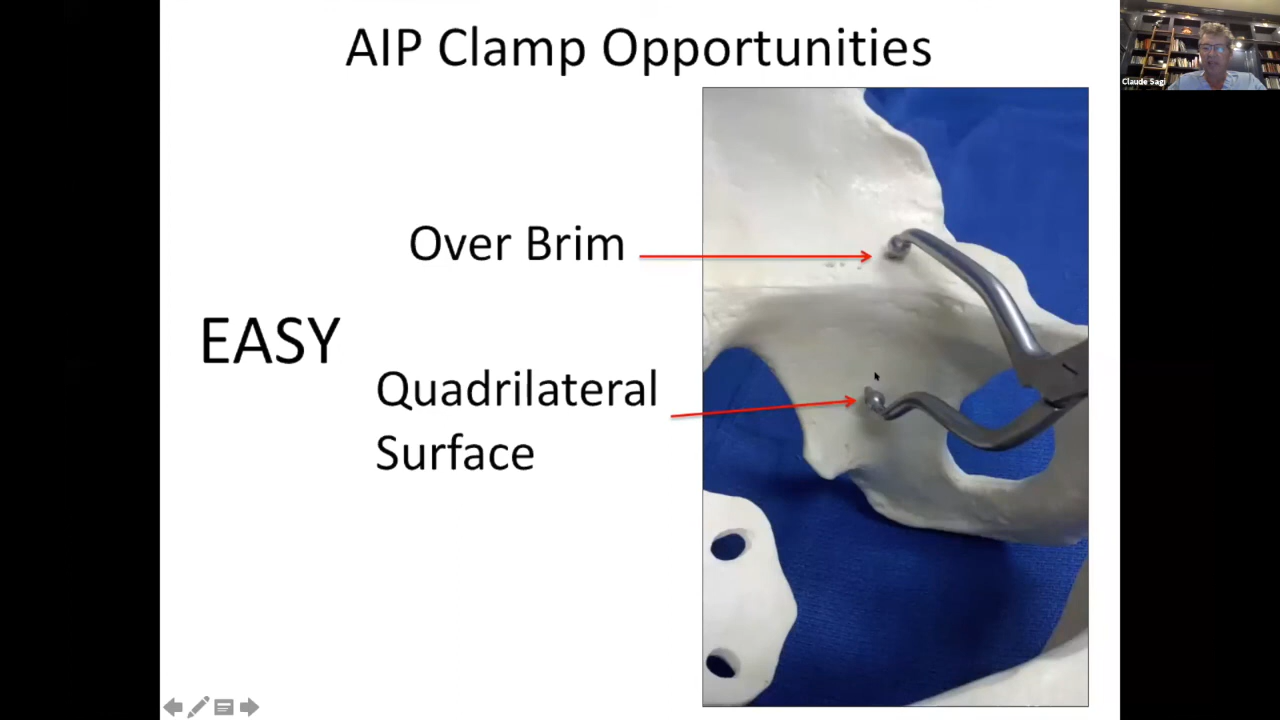 AIP Clamp Opportunities
Claude Sagi
Over Brim
EASY
Quadrilateral
Surface